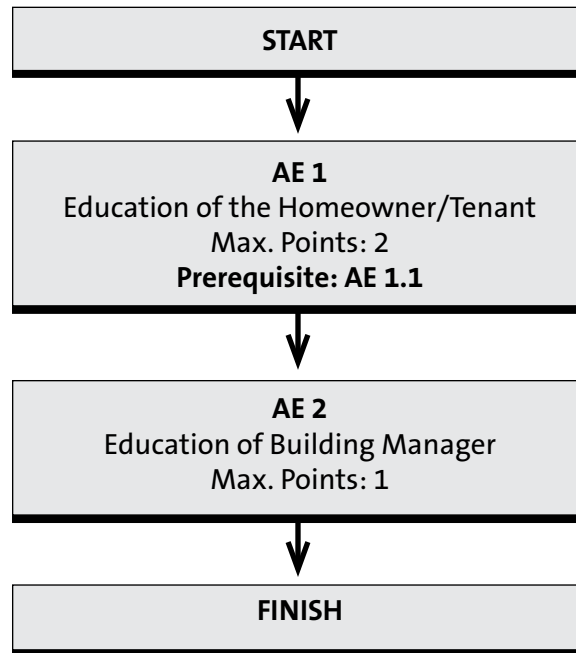 START
AE 1
Education of the Homeowner/Tenant
Max. Points: 2
Prerequisite: AE 1.1
AE 2
Education of Building Manager
Max. Points: 1
FINISH